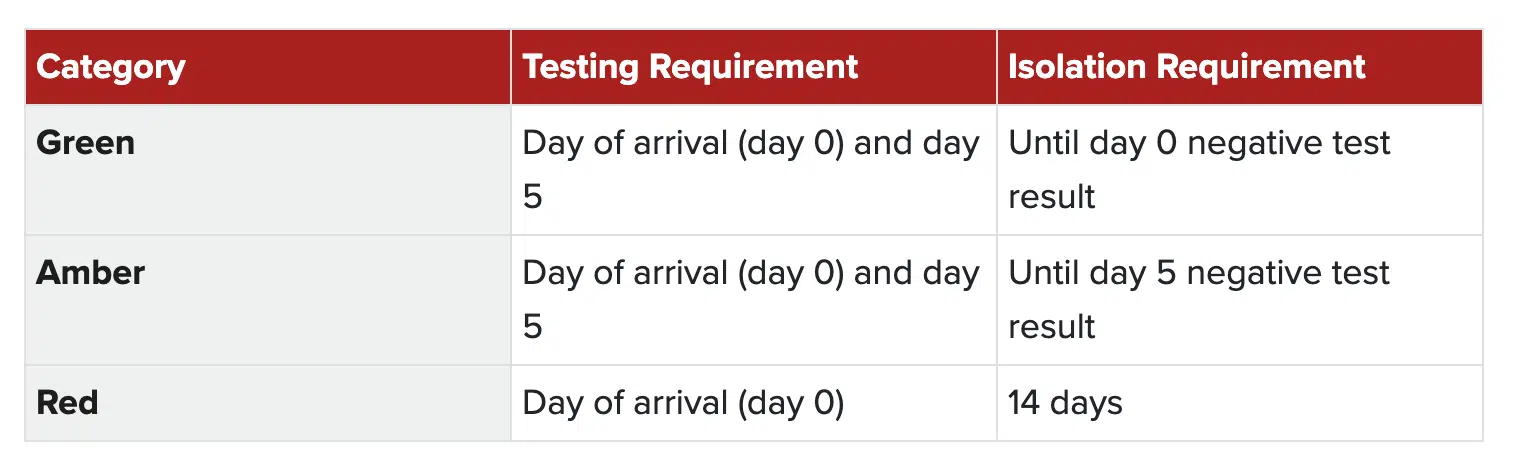 Category Testing Requirement Isolation Requirement
Green Day of arrival (day 0) and day Until day 0 negative test
5 result
Amber Day of arrival (day 0) and day Until day 5 negative test
5 result
Red Day of arrival (day 0) 14 days